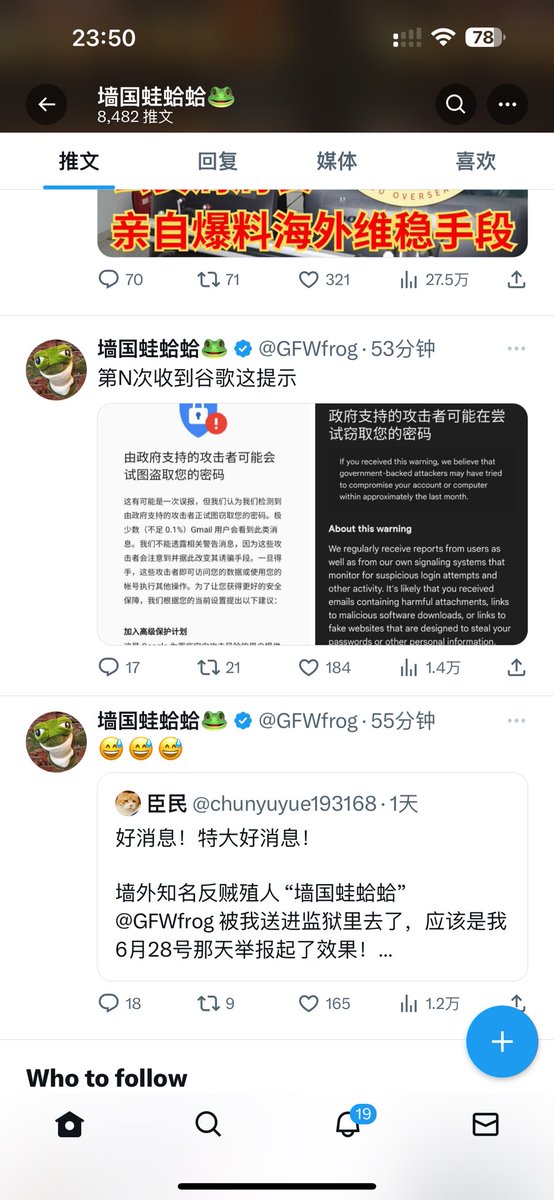 23:50
78
墙国蛙蛤蛤🐸
8,482 推文
推文
回复
媒体
喜欢
OVERSEA
亲自爆料海外维稳手段
70
71
321
27.5万
墙国蛙蛤蛤🐸 @GFWfrog · 53分钟
第N次收到谷歌这提示
由政府支持的攻击者可能会
试图盗取您的密码
这有可能是一次误报，但我们认为我们检测到
由政府支持的攻击者正试图窃取您的密码。极
少数（不足 0.1%）Gmail 用户会看到此类消
息。我们不能透露相关警告消息，因为这些攻
击者会注意到并据此改变其诱骗手段。一旦得
手，这些攻击者即可访问您的数据或使用您的
帐号执行其他操作。为了让您获得更好的安全
保障，我们根据您的当前设置提出以下建议：
加入高级保护计划
政府支持的攻击者可能在尝
试窃取您的密码
If you received this warning, we believe that
government-backed attackers may have tried
to compromise your account or computer
within approximately the last month.
About this warning
We regularly receive reports from users as
well as from our own signaling systems that
monitor for suspicious login attempts and
other activity. It's likely that you received
emails containing harmful attachments, links
to malicious software downloads, or links to
fake websites that are designed to steal your
passwords or other personal information.
17
21
184
1.4万
墙国蛙蛤蛤🐸 @GFWfrog · 55分钟
😅😅😅
臣民 @chunyuyue193168 · 1天
好消息！特大好消息！
墙外知名反贼殖人 “墙国蛙蛤蛤”
@GFWfrog 被我送进监狱里去了，应该是我
6月28号那天举报起了效果！...
18
9
165
1.2万
Who to follow
19